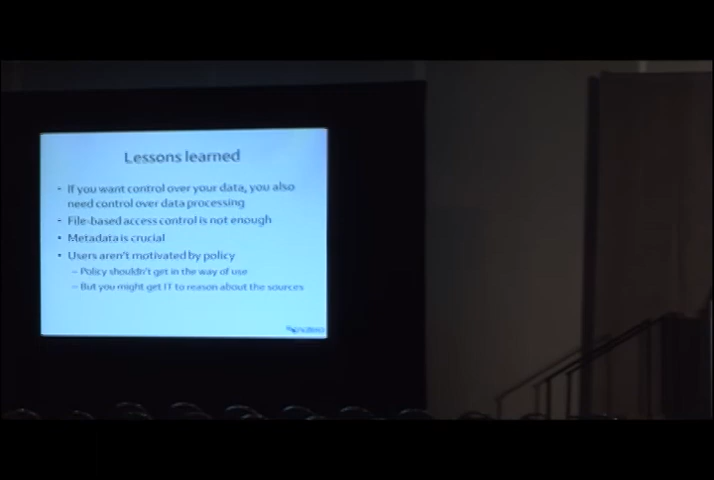 Lessons learned
• If you want control over your data, you also
need control over data processing
• File-based access control is not enough
• Metadata is crucial
• Users aren't motivated by policy
– Policy shouldn't get in the way of use
– But you might get IT to reason about the sources